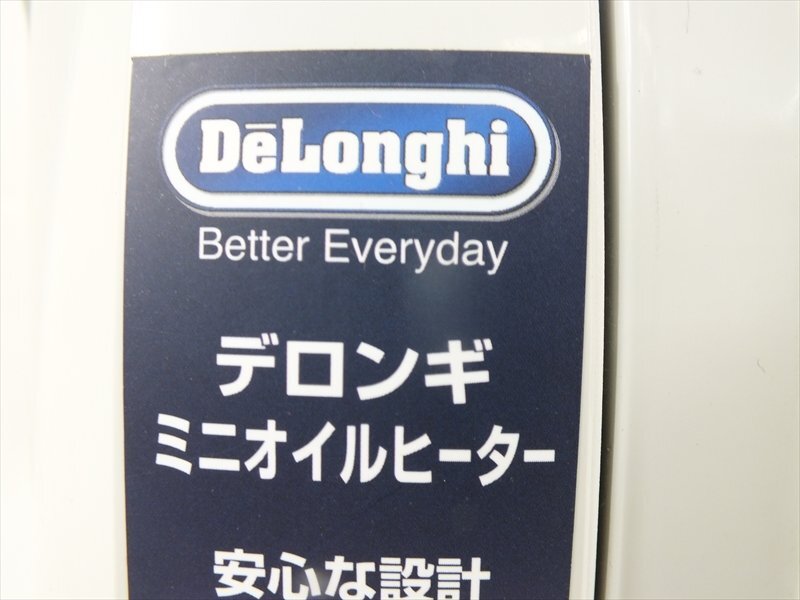 DēLonghi
Better Everyday
デロンギ
ミニオイルヒーター
安心な設計